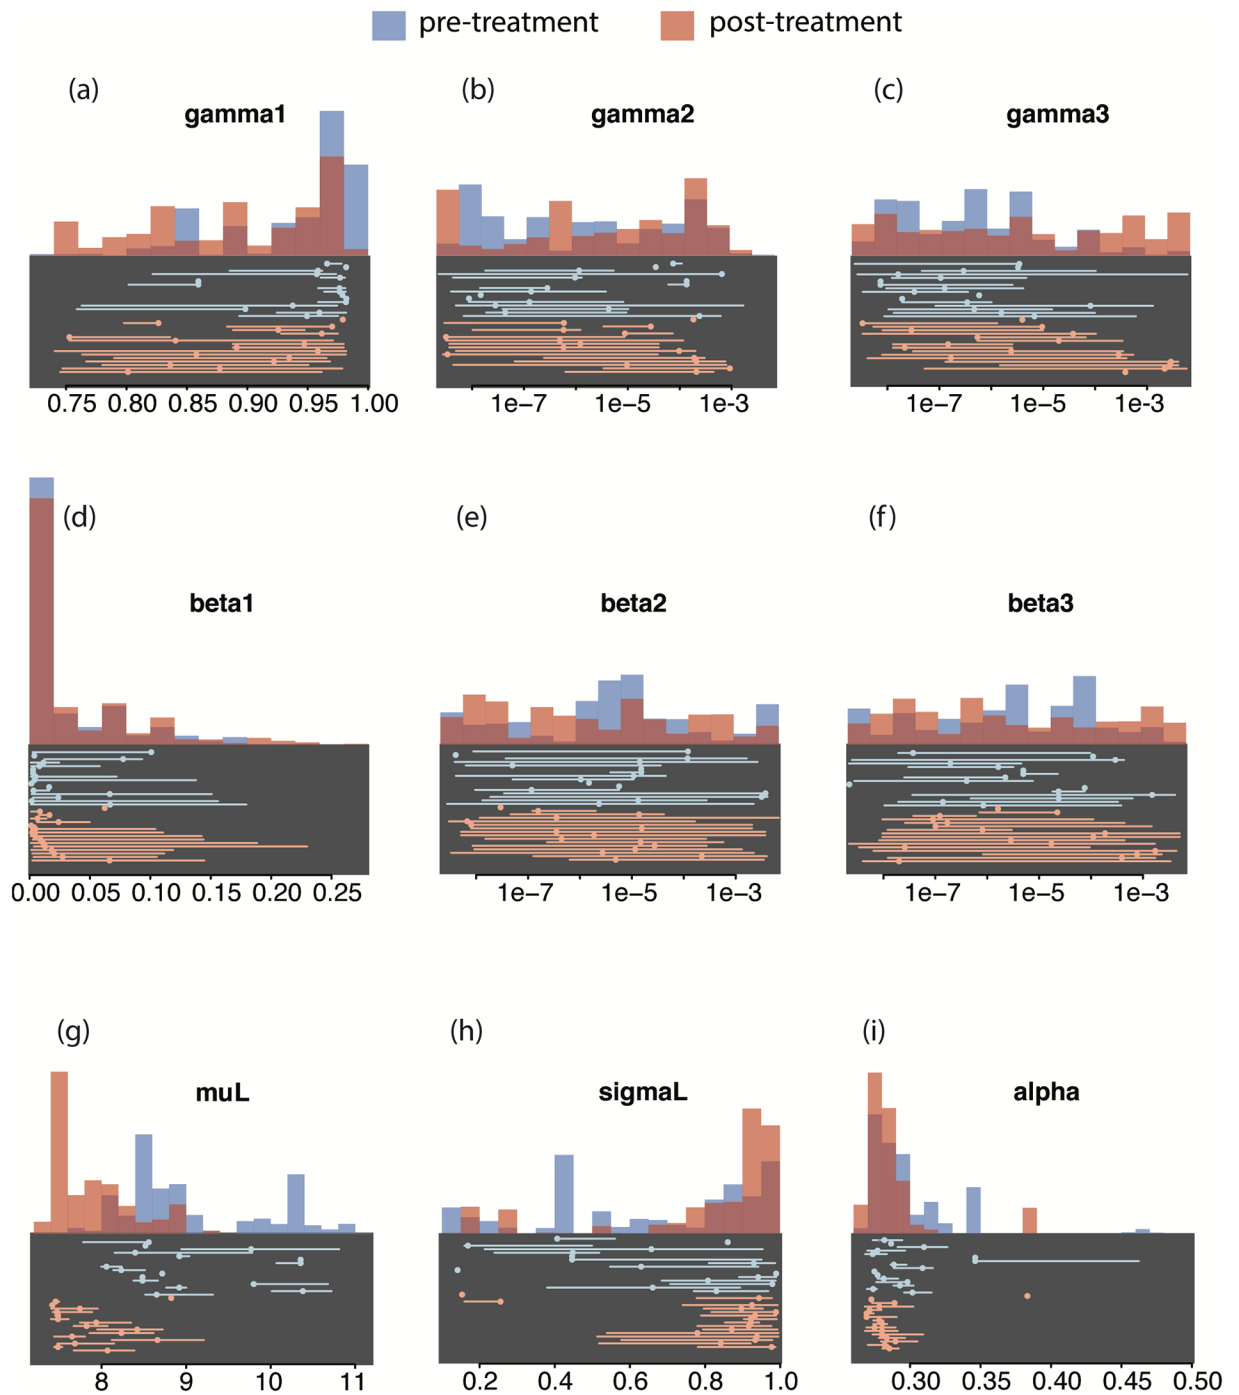 pre-treatment post-treatment
(a) (b) (c)
gamma1 gamma2 gamma3
0.75 0.80 0.85 0.90 0.95 1.00 1e−7 1e−5 1e-3 1e−7 1e−5 1e-3
(d) (e) (f)
beta1 beta2 beta3
0.00 0.05 0.10 0.15 0.20 0.25 1e−7 1e−5 1e−3 1e−7 1e−5 1e−3
(g) (h) (i)
muL sigmaL alpha
8 9 10 11 0.2 0.4 0.6 0.8 1.0 0.30 0.35 0.40 0.45 0.50